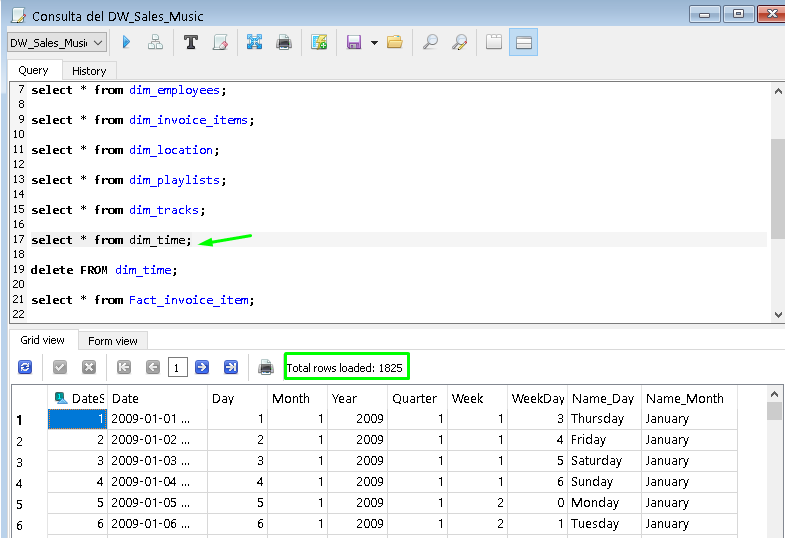 Consulta del DW_Sales_Music
DW_Sales_Musi
Query History
7 select * from dim_employees;
8
9 select * from dim_invoice_items;
10
11 select * from dim_location;
12
13 select * from dim_playlists;
14
15 select * from dim_tracks;
16
17 select * from dim_time;
18
19 delete FROM dim_time;
20
21 select * from Fact_invoice_item;
22
Grid view Form view
1 Total rows loaded: 1825
DateS Date Day Month Year Quarter Week WeekDay Name_Day Name_Month
1 1 2009-01-01 ... 1 1 2009 1 1 3 Thursday January
2 2 2009-01-02 ... 2 1 2009 1 1 4 Friday January
3 3 2009-01-03 ... 3 1 2009 1 1 5 Saturday January
4 4 2009-01-04 ... 4 1 2009 1 1 6 Sunday January
5 5 2009-01-05 ... 5 1 2009 1 2 0 Monday January
6 6 2009-01-06 ... 6 1 2009 1 2 1 Tuesday January